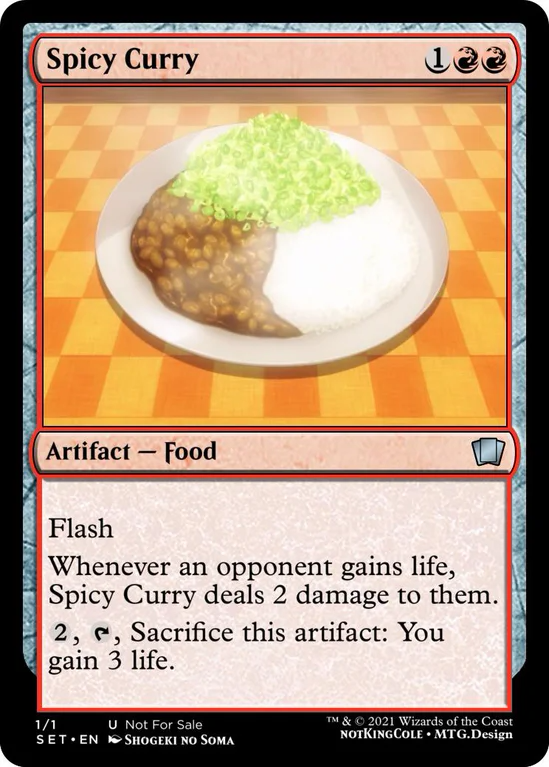 Spicy Curry 1
Artifact — Food
Flash
Whenever an opponent gains life,
Spicy Curry deals 2 damage to them.
2, , Sacrifice this artifact: You
gain 3 life.
1/1 U Not For Sale
SET • EN Shogeki no Soma
™ & © 2021 Wizards of the Coast
notKingCole • MTG.Design